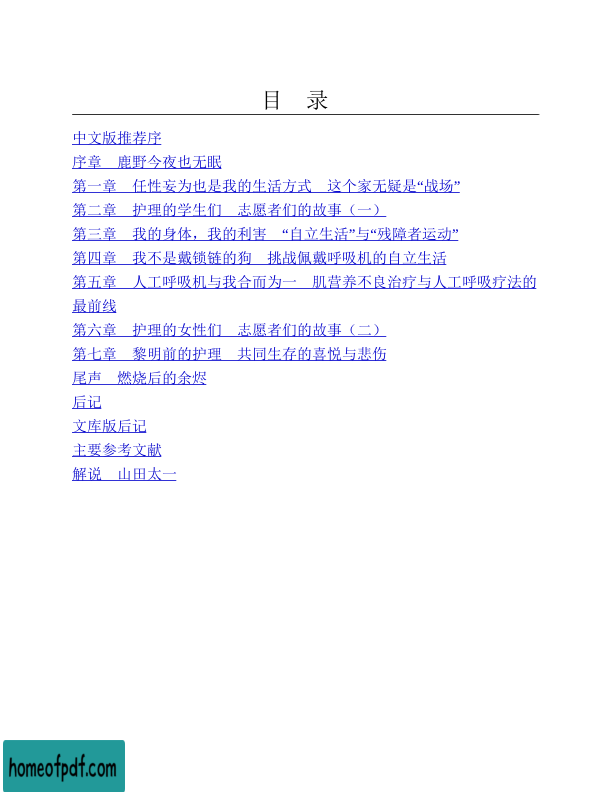 目 录
中文版推荐序
序章 鹿野今夜也无眠
第一章 任性妄为也是我的生活方式 这个家无疑是“战场”
第二章 护理的学生们 志愿者们的故事（一）
第三章 我的身体，我的利害 “自立生活”与“残障者运动”
第四章 我不是戴锁链的狗 挑战佩戴呼吸机的自立生活
第五章 人工呼吸机与我合而为一 肌营养不良治疗与人工呼吸疗法的
最前线
第六章 护理的女性们 志愿者们的故事（二）
第七章 黎明前的护理 共同生存的喜悦与悲伤
尾声 燃烧后的余烬
后记
文库版后记
主要参考文献
解说 山田太一
homeofpdf.com